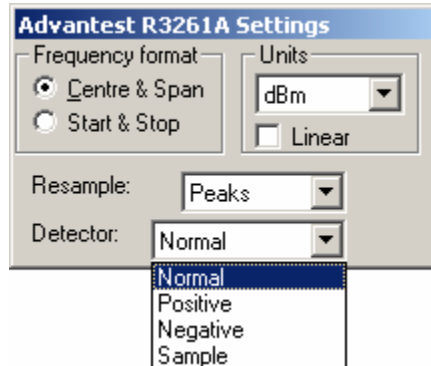 Advantest R3261A Settings
Frequency format
Centre & Span
Start & Stop
Units
dBm
Linear
Resample: Peaks
Detector: Normal
Normal
Positive
Negative
Sample